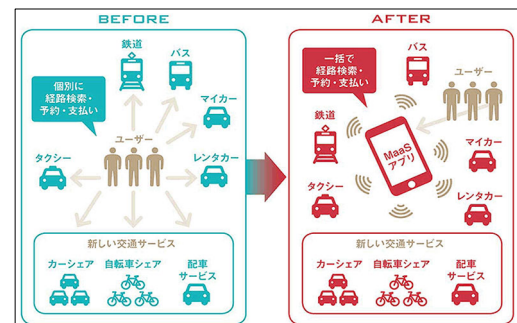 BEFORE
鉄道
バス
個別に
経路検索・
予約・支払い
マイカー
ユーザー
タクシー
レンタカー
新しい交通サービス
カーシェア
自転車シェア
配車
サービス
AFTER
バス
一括で
経路検索・
予約・支払い
ユーザー
鉄道
MaaS
アプリ
マイカー
タクシー
レンタカー
新しい交通サービス
カーシェア
自転車シェア
配車
サービス